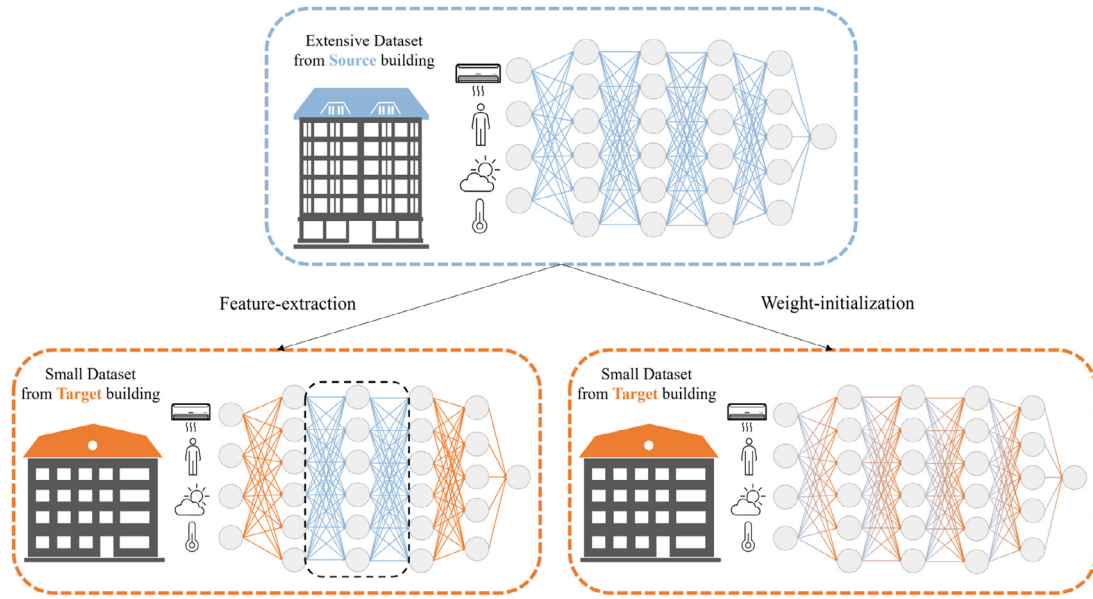 Extensive Dataset
from Source building
Feature-extraction
Weight-initialization
Small Dataset
from Target building
Small Dataset
from Target building